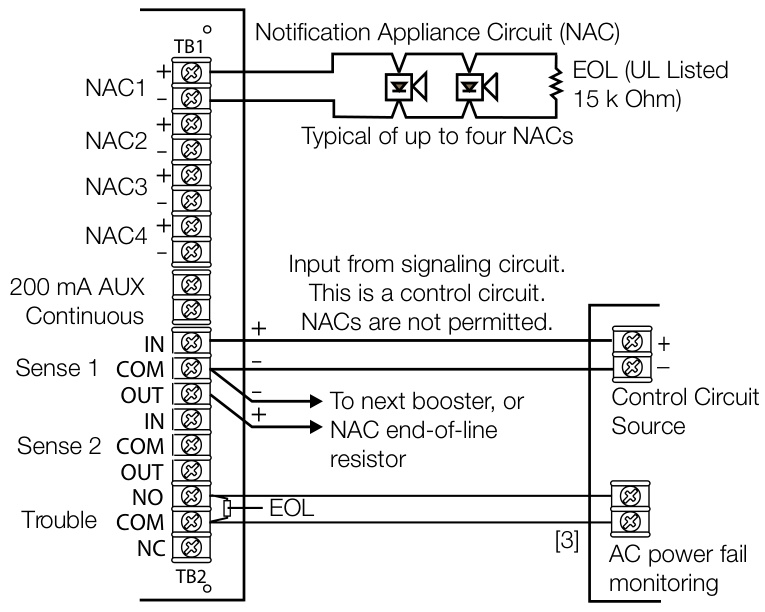 TB1
Notification Appliance Circuit (NAC)
+
NAC1
–
EOL (UL Listed
15 k Ohm)
Typical of up to four NACs
+
NAC2
–
+
NAC3
–
+
NAC4
–
200 mA AUX
Continuous
Input from signaling circuit.
This is a control circuit.
NACs are not permitted.
IN
+
+
Sense 1
COM
–
–
OUT
–
+
To next booster, or
NAC end-of-line
resistor
Control Circuit
Source
IN
Sense 2
COM
OUT
NO
Trouble
COM
EOL
NC
[3]
AC power fail
monitoring
TB2